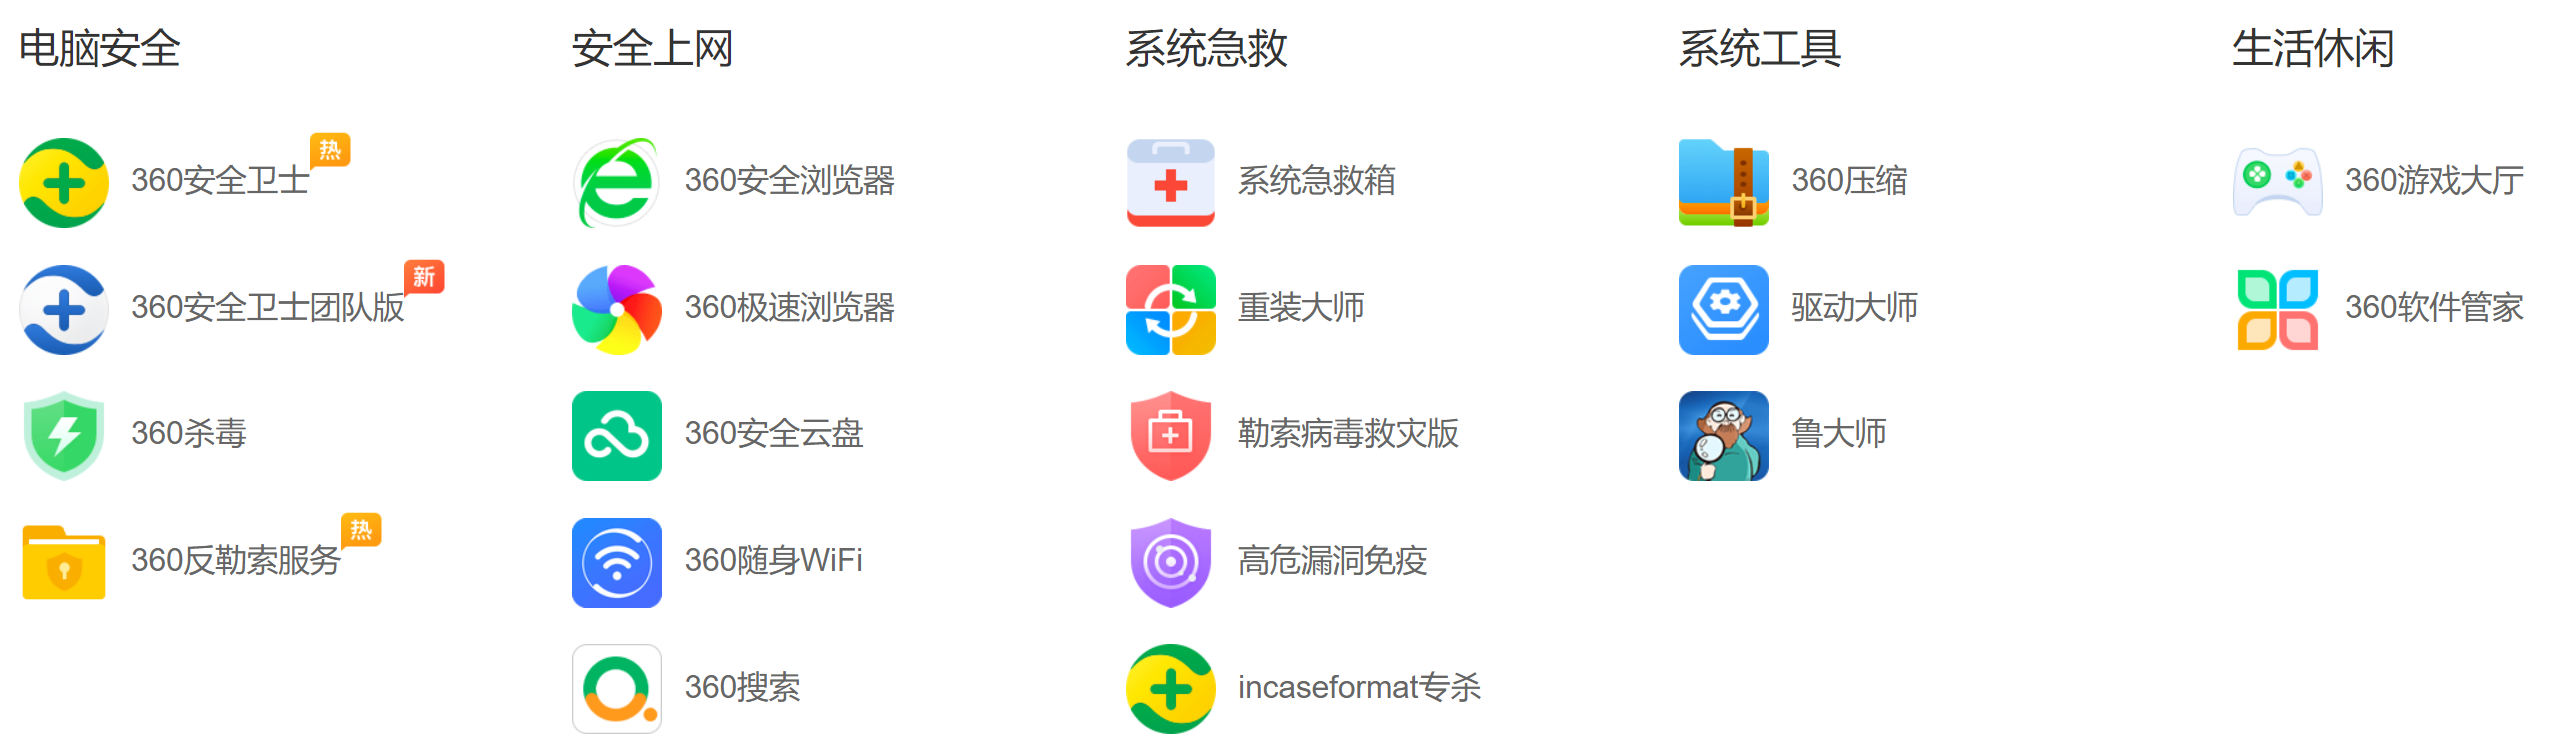 电脑安全
360安全卫士
热
360安全卫士团队版
新
360杀毒
360反勒索服务
热
安全上网
360安全浏览器
360极速浏览器
360安全云盘
360随身WiFi
360搜索
系统急救
系统急救箱
重装大师
勒索病毒救灾版
高危漏洞免疫
incaseformat专杀
系统工具
360压缩
驱动大师
鲁大师
生活休闲
360游戏大厅
360软件管家